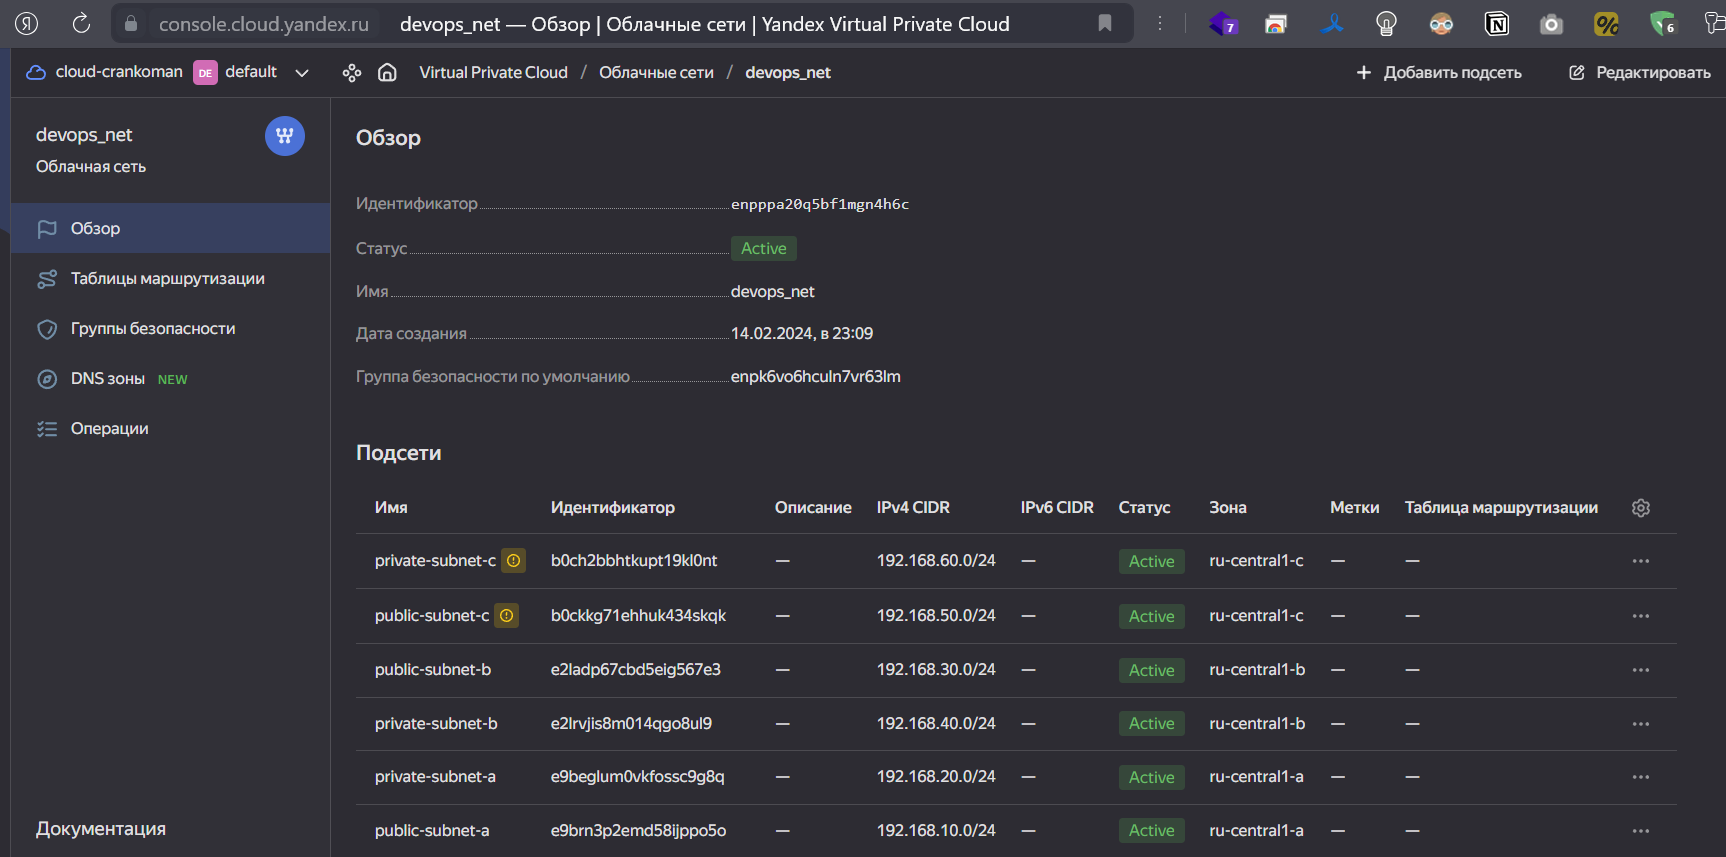 console.cloud.yandex.ru devops_net — Обзор | Облачные сети | Yandex Virtual Private Cloud
7
6
cloud-crankoman DE default Virtual Private Cloud / Облачные сети / devops_net Добавить подсеть Редактировать
devops_net
Облачная сеть
Обзор
Таблицы маршрутизации
Группы безопасности
DNS зоны NEW
Операции
Документация
Обзор
Идентификатор enpppa20q5bf1mgn4h6c
Статус Active
Имя devops_net
Дата создания 14.02.2024, в 23:09
Группа безопасности по умолчанию enpk6vo6hculn7vr63lm
Подсети
Имя Идентификатор Описание IPv4 CIDR IPv6 CIDR Статус Зона Метки Таблица маршрутизации
private-subnet-c b0ch2bbhtkupt19kl0nt — 192.168.60.0/24 — Active ru-central1-c — —
public-subnet-c b0ckkg71ehhuk434skqk — 192.168.50.0/24 — Active ru-central1-c — —
public-subnet-b e2ladp67cbd5eig567e3 — 192.168.30.0/24 — Active ru-central1-b — —
private-subnet-b e2lrvjis8m014qgo8ul9 — 192.168.40.0/24 — Active ru-central1-b — —
private-subnet-a e9beglum0vkfossc9g8q — 192.168.20.0/24 — Active ru-central1-a — —
public-subnet-a e9brn3p2emd58ijppo5o — 192.168.10.0/24 — Active ru-central1-a — —